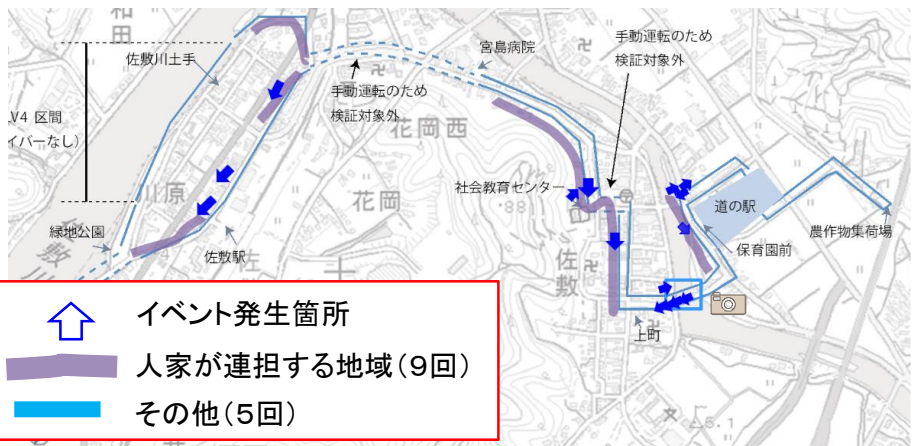 和
田
佐敷川土手
宮島病院
手動運転のため
検証対象外
手動運転のため
検証対象外
LV4 区間
イバーなし）
花岡西
花岡
社会教育センター
・88
川原
道の駅
保育園前
農作物集荷場
緑地公園
佐敷駅
佐
敷
上町
イベント発生箇所
人家が連担する地域（9回）
その他（5回）
△5.1